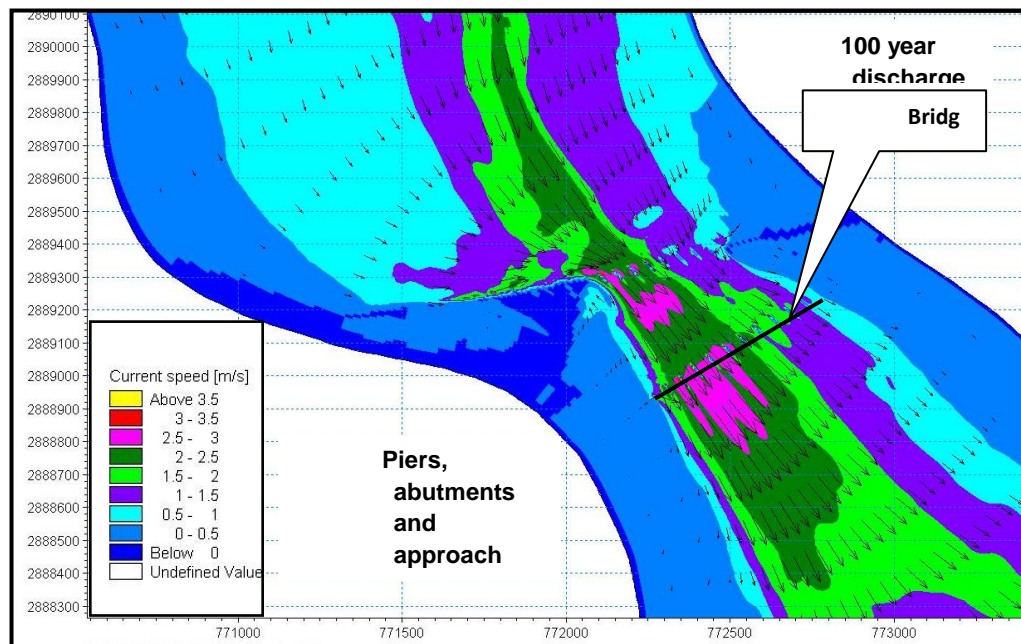 100 year
discharge
Bridg
2890000
2889900
2889800
2889700
2889600
2889500
2889400
2889300
2889200
2889100
2889000
2888900
2888800
2888700
2888600
2888500
2888400
2888300
Current speed [m/s]
Above 3.5
3 - 3.5
2.5 - 3
2 - 2.5
1.5 - 2
1 - 1.5
0.5 - 1
0 - 0.5
Below 0
Undefined Value
Piers,
abutments
and
approach
771000 771500 772000 772500 773000